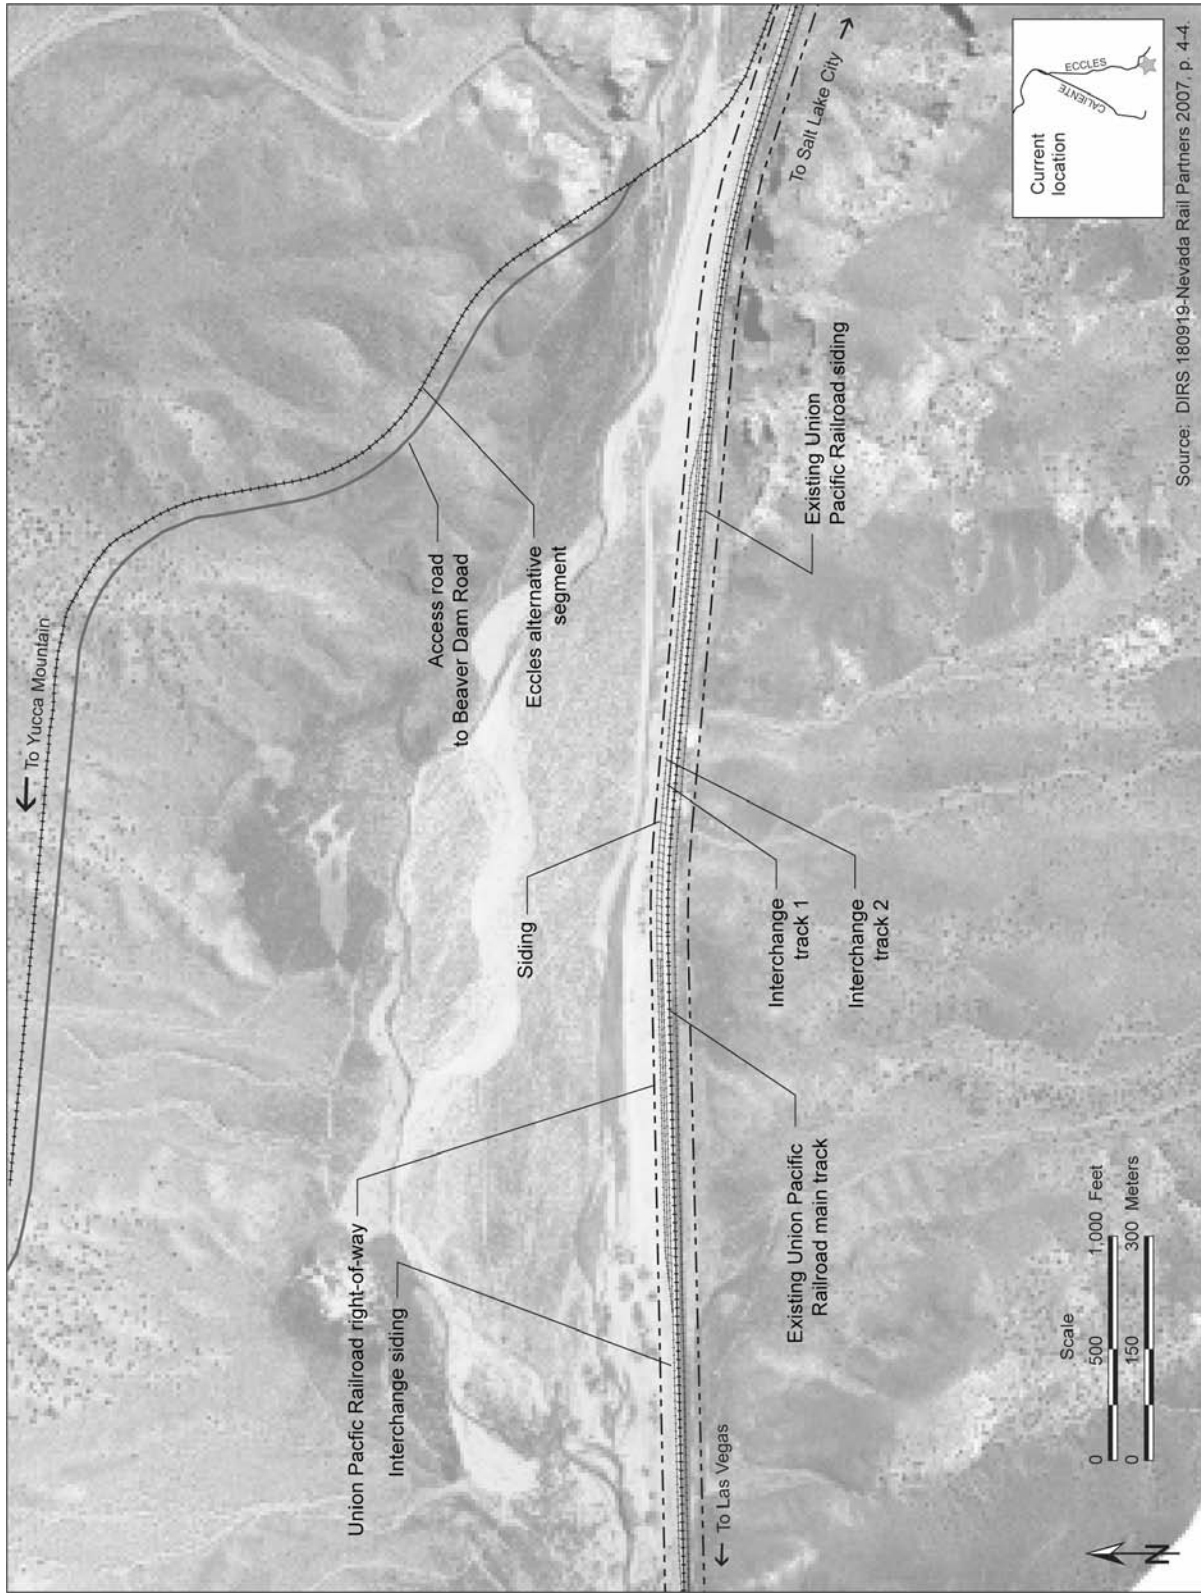 To Yucca Mountain
Access road
to Beaver Dam Road
Eccles alternative
segment
Union Pacfic Railroad right-of-way
Interchange siding
Siding
To Las Vegas
To Salt Lake City
Existing Union
Pacific Railroad siding
Interchange
track 1
Interchange
track 2
Existing Union Pacific
Railroad main track
Scale
0 500 1,000 Feet
0 150 300 Meters
N
Current
location
CALIENTE
ECCLES
Source: DIRS 180919-Nevada Rail Partners 2007, p. 4-4.